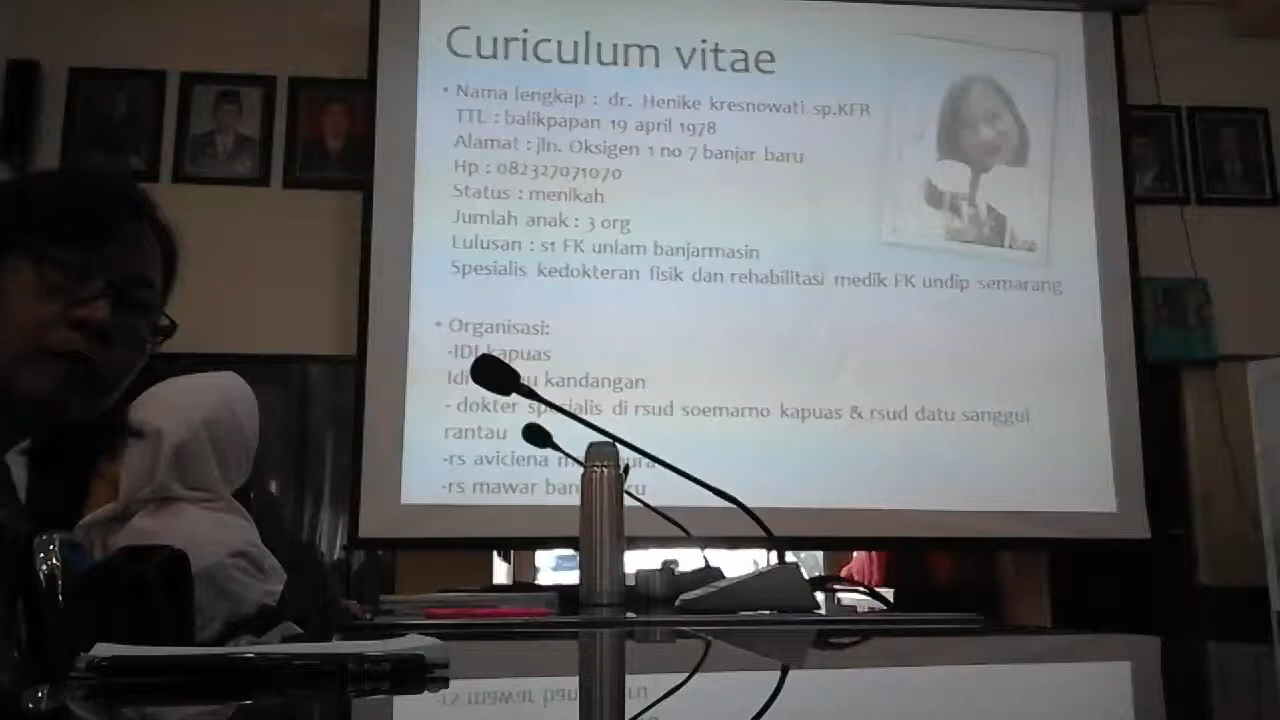 Curiculum vitae
• Nama lengkap : dr. Henike kresnowati sp.KFR
TTL : balikpapan 19 april 1978
Alamat : jln. Oksigen 1 no 7 banjar baru
Hp : 082327071070
Status : menikah
Jumlah anak : 3 org
Lulusan : s1 FK unlam banjarmasin
Spesialis kedokteran fisik dan rehabilitasi medik FK undip semarang
• Organisasi:
-IDI kapuas
Idi kandangan
- dokter spesialis di rsud soemarno kapuas & rsud datu sanggul
rantau
-rs aviciena
-rs mawar